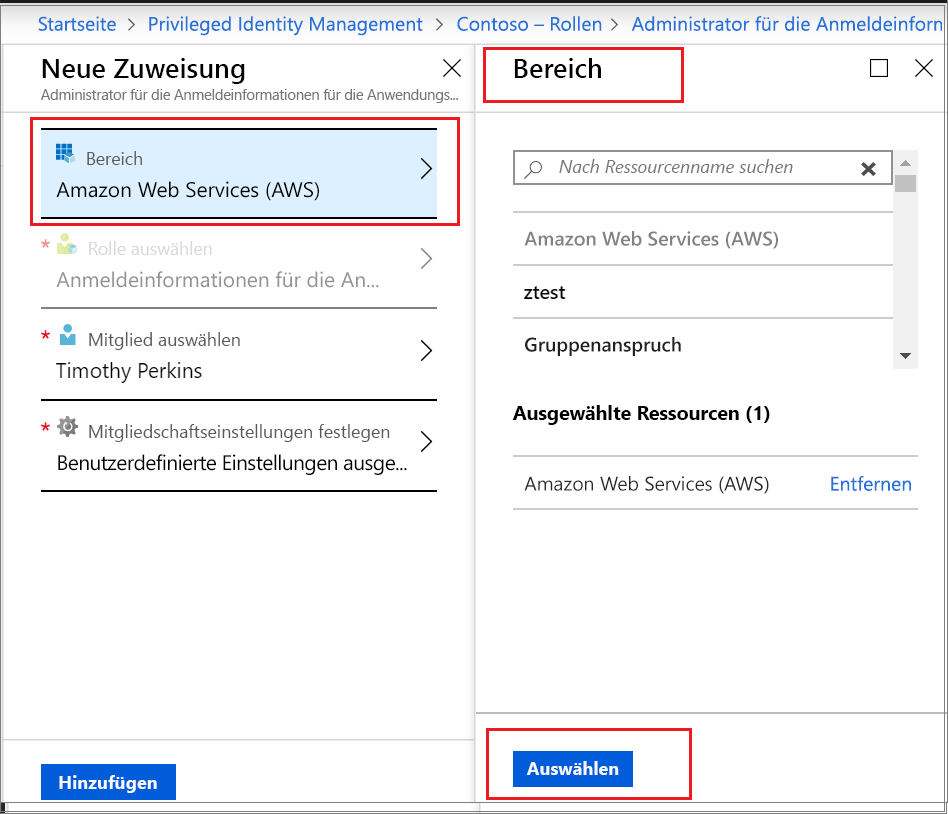 Startseite > Privileged Identity Management > Contoso – Rollen > Administrator für die Anmeldeinforn
Neue Zuweisung
Administrator für die Anmeldeinformationen für die Anwendungs...
Bereich
Amazon Web Services (AWS)
* Rolle auswählen
Anmeldeinformationen für die An...
* Mitglied auswählen
Timothy Perkins
* Mitgliedschaftseinstellungen festlegen
Benutzerdefinierte Einstellungen ausge...
Hinzufügen
Bereich
Nach Ressourcenname suchen
Amazon Web Services (AWS)
ztest
Gruppenanspruch
Ausgewählte Ressourcen (1)
Amazon Web Services (AWS) Entfernen
Auswählen